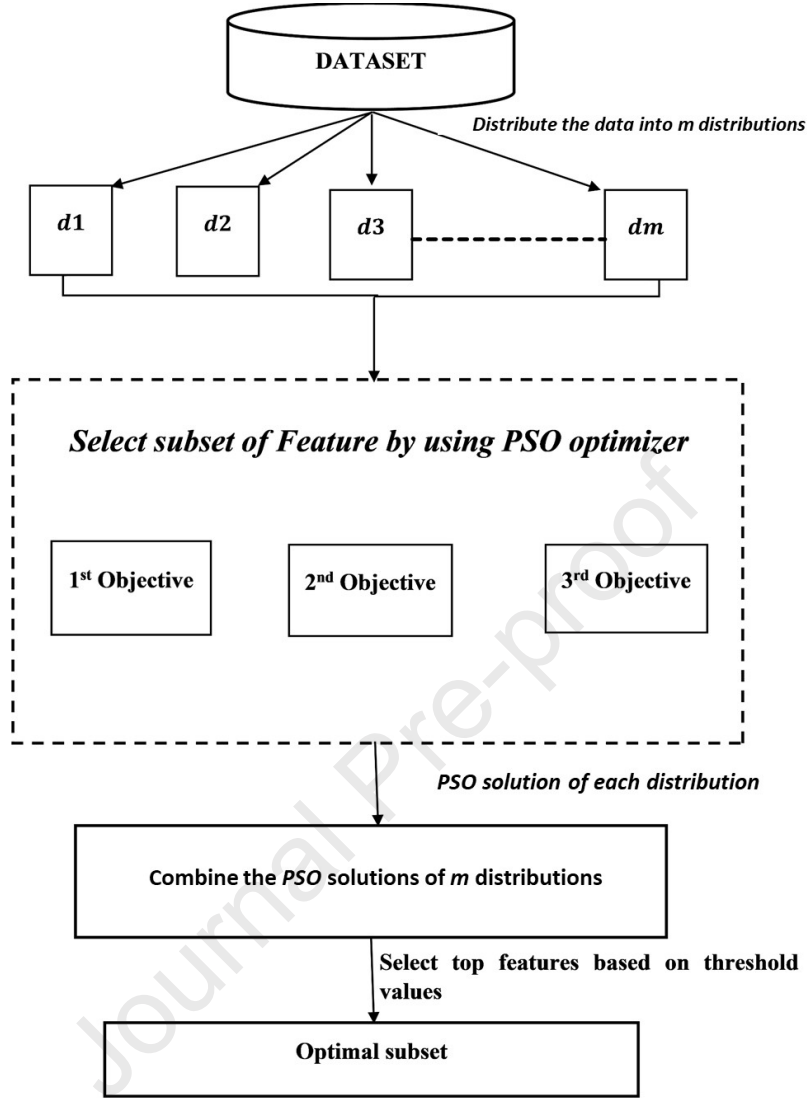 DATASET
Distribute the data into m distributions
d1
d2
d3
dm
Select subset of Feature by using PSO optimizer
1st Objective
2nd Objective
3rd Objective
PSO solution of each distribution
Combine the PSO solutions of m distributions
Select top features based on threshold
values
Optimal subset
Journal Pre-proof